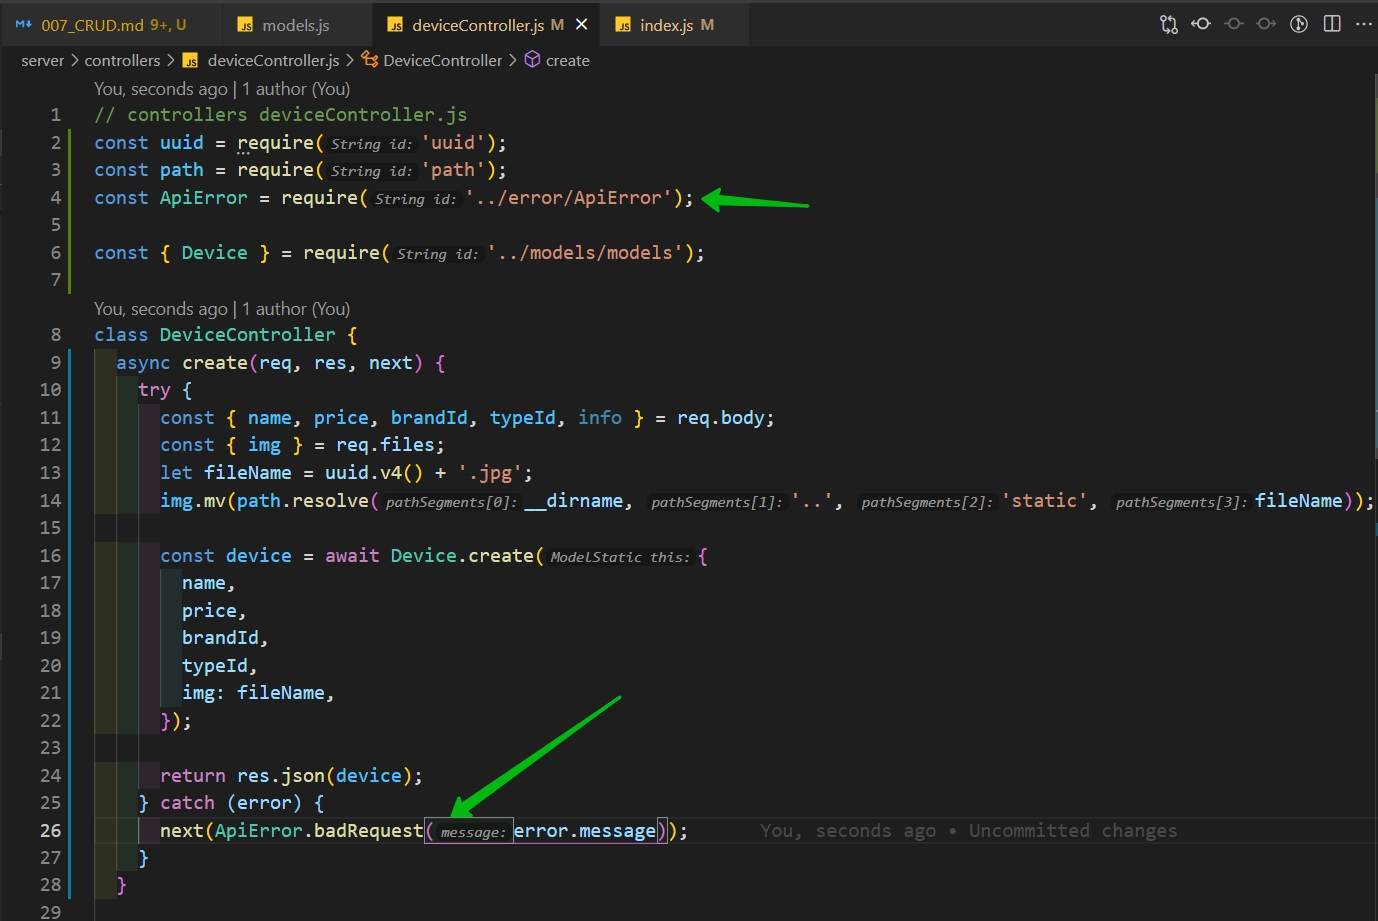 007_CRUD.md 9+, U
JS models.js
JS deviceController.js M
JS index.js M
server > controllers > JS deviceController.js > DeviceController > create
You, seconds ago | 1 author (You)
1 // controllers deviceController.js
2 const uuid = require( String id: 'uuid');
3 const path = require( String id: 'path');
4 const ApiError = require( String id: '../error/ApiError');
5
6 const { Device } = require( String id: '../models/models');
7
You, seconds ago | 1 author (You)
8 class DeviceController {
9 async create(req, res, next) {
10 try {
11 const { name, price, brandId, typeId, info } = req.body;
12 const { img } = req.files;
13 let fileName = uuid.v4() + '.jpg';
14 img.mv(path.resolve( pathSegments[0]: __dirname, pathSegments[1]: '..', pathSegments[2]: 'static', pathSegments[3]: fileName));
15
16 const device = await Device.create( ModelStatic this: {
17 name,
18 price,
19 brandId,
20 typeId,
21 img: fileName,
22 });
23
24 return res.json(device);
25 } catch (error) {
26 next(ApiError.badRequest( message: error.message)); You, seconds ago • Uncommitted changes
27 }
28 }
29